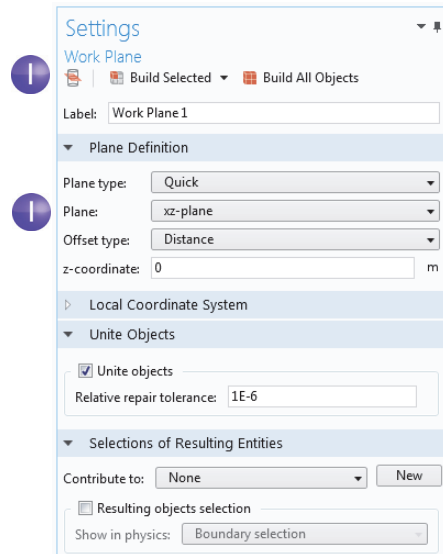 Settings
Work Plane
I
Build Selected Build All Objects
Label: Work Plane 1
Plane Definition
Plane type: Quick
I
Plane: xz-plane
Offset type: Distance
z-coordinate: 0 m
Local Coordinate System
Unite Objects
Unite objects
Relative repair tolerance: 1E-6
Selections of Resulting Entities
Contribute to: None New
Resulting objects selection
Show in physics: Boundary selection